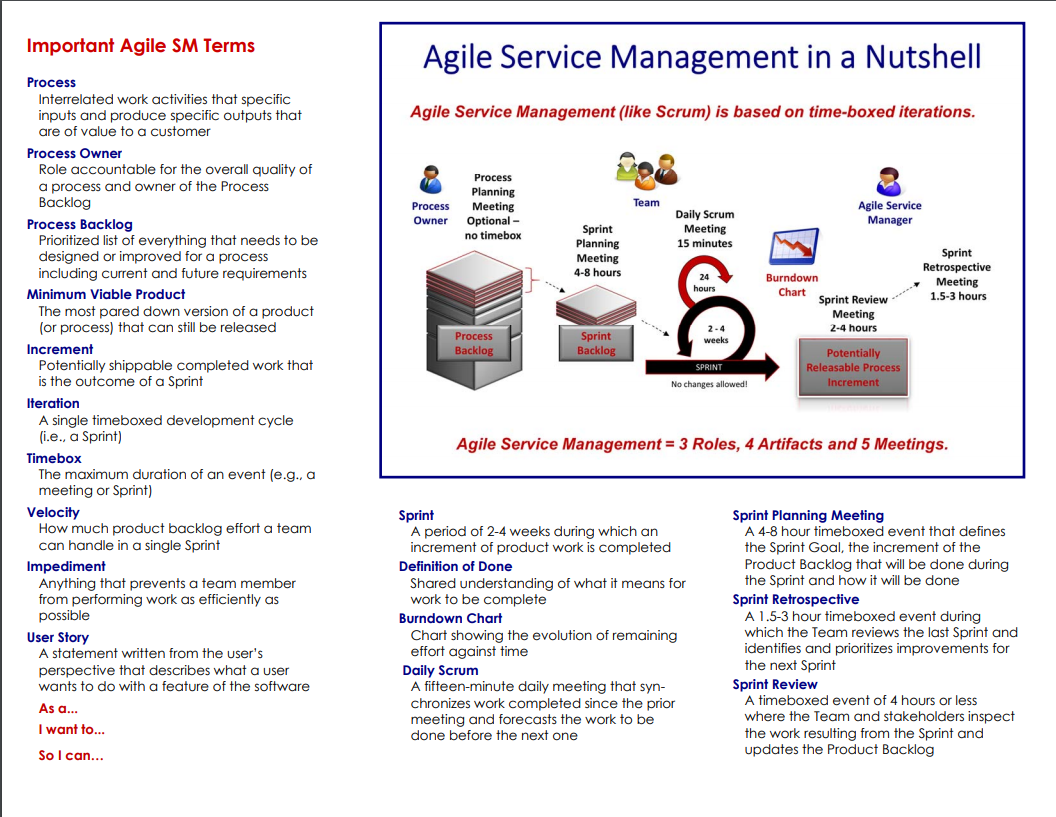 Important Agile SM Terms
Process
Interrelated work activities that specific
inputs and produce specific outputs that
are of value to a customer
Process Owner
Role accountable for the overall quality of
a process and owner of the Process
Backlog
Process Backlog
Prioritized list of everything that needs to be
designed or improved for a process
including current and future requirements
Minimum Viable Product
The most pared down version of a product
(or process) that can still be released
Increment
Potentially shippable completed work that
is the outcome of a Sprint
Iteration
A single timeboxed development cycle
(i.e., a Sprint)
Timebox
The maximum duration of an event (e.g., a
meeting or Sprint)
Velocity
How much product backlog effort a team
can handle in a single Sprint
Impediment
Anything that prevents a team member
from performing work as efficiently as
possible
User Story
A statement written from the user's
perspective that describes what a user
wants to do with a feature of the software
As a...
I want to...
So I can...
Agile Service Management in a Nutshell
Agile Service Management (like Scrum) is based on time-boxed iterations.
Process
Owner
Process
Planning
Meeting
Optional –
no timebox
Team
Sprint
Planning
Meeting
4-8 hours
Daily Scrum
Meeting
15 minutes
Agile Service
Manager
24
hours
Burndown
Chart
Sprint
Retrospective
Meeting
1.5-3 hours
Sprint Review
Meeting
2-4 hours
Process
Backlog
Sprint
Backlog
2 - 4
weeks
SPRINT
No changes allowed!
Potentially
Releasable Process
Increment
Agile Service Management = 3 Roles, 4 Artifacts and 5 Meetings.
Sprint
A period of 2-4 weeks during which an
increment of product work is completed
Definition of Done
Shared understanding of what it means for
work to be complete
Burndown Chart
Chart showing the evolution of remaining
effort against time
Daily Scrum
A fifteen-minute daily meeting that syn-
chronizes work completed since the prior
meeting and forecasts the work to be
done before the next one
Sprint Planning Meeting
A 4-8 hour timeboxed event that defines
the Sprint Goal, the increment of the
Product Backlog that will be done during
the Sprint and how it will be done
Sprint Retrospective
A 1.5-3 hour timeboxed event during
which the Team reviews the last Sprint and
identifies and prioritizes improvements for
the next Sprint
Sprint Review
A timeboxed event of 4 hours or less
where the Team and stakeholders inspect
the work resulting from the Sprint and
updates the Product Backlog